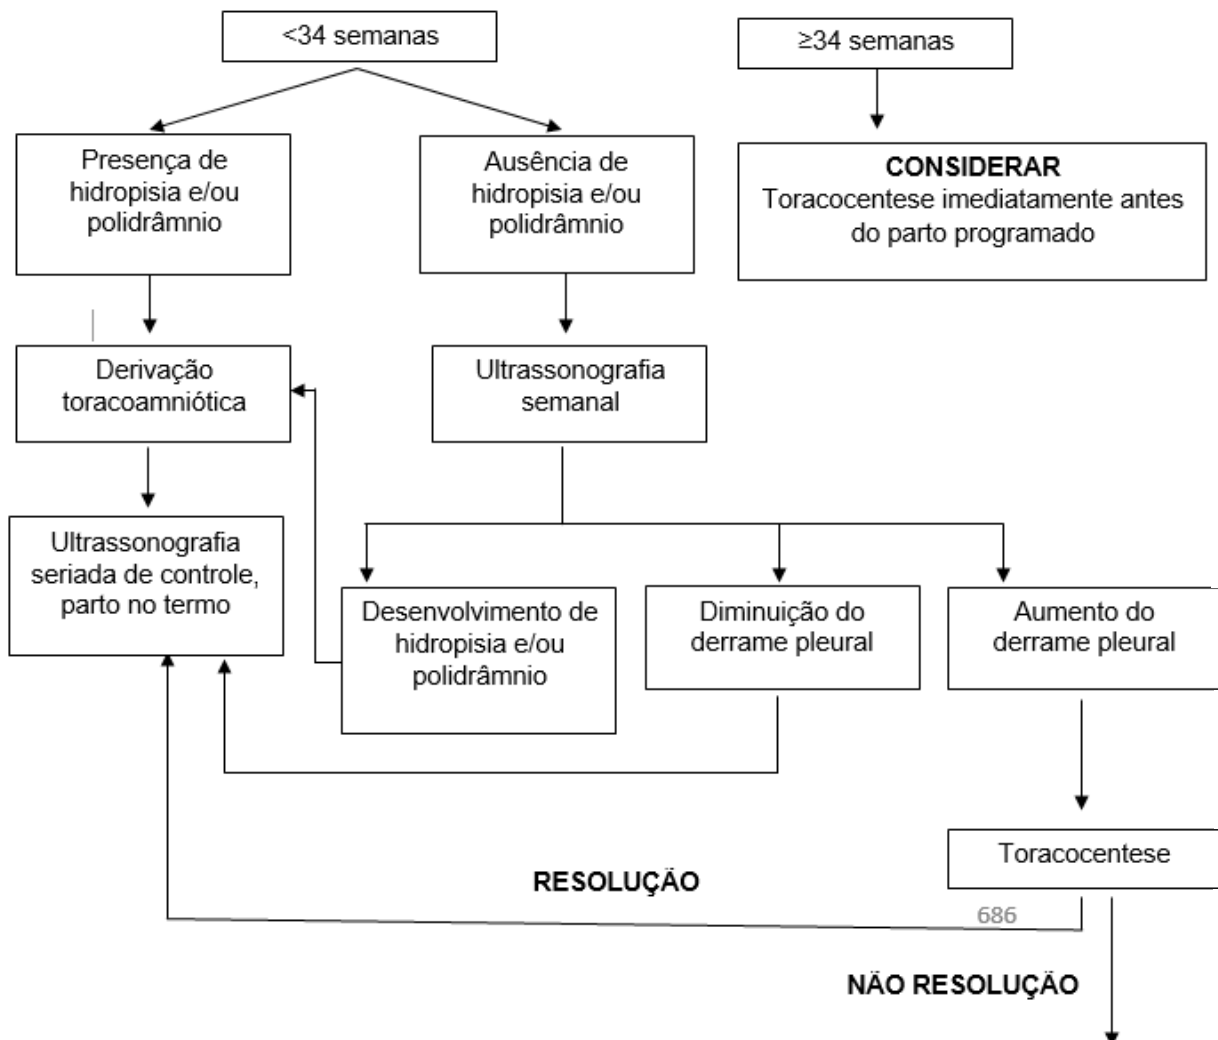 <34 semanas
≥34 semanas
Presença de
hidropisia e/ou
polidrâmnio
Ausência de
hidropisia e/ou
polidrâmnio
CONSIDERAR
Toracocentese imediatamente antes
do parto programado
Derivação
toracoamniótica
Ultrassonografia
semanal
Ultrassonografia
seriada de controle,
parto no termo
Desenvolvimento de
hidropisia e/ou
polidrâmnio
Diminuição do
derrame pleural
Aumento do
derrame pleural
Toracocentese
RESOLUÇÃO
686
NÃO RESOLUÇÃO